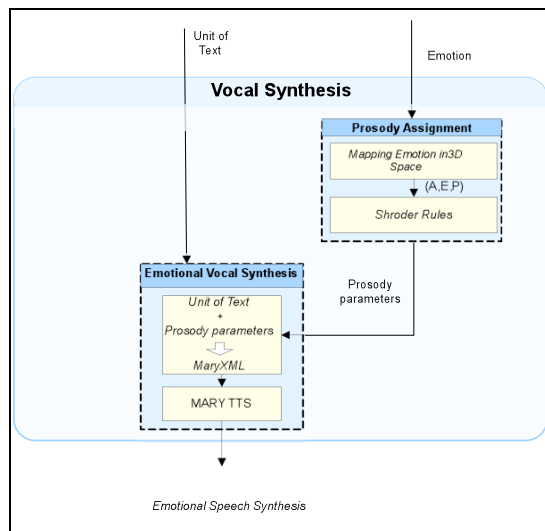 Unit of
Text
Emotion
Vocal Synthesis
Prosody Assignment
Mapping Emotion in3D
Space
(A,E,P)
Shroder Rules
Prosody
parameters
Emotional Vocal Synthesis
Unit of Text
+
Prosody parameters
MaryXML
MARY TTS
Emotional Speech Synthesis